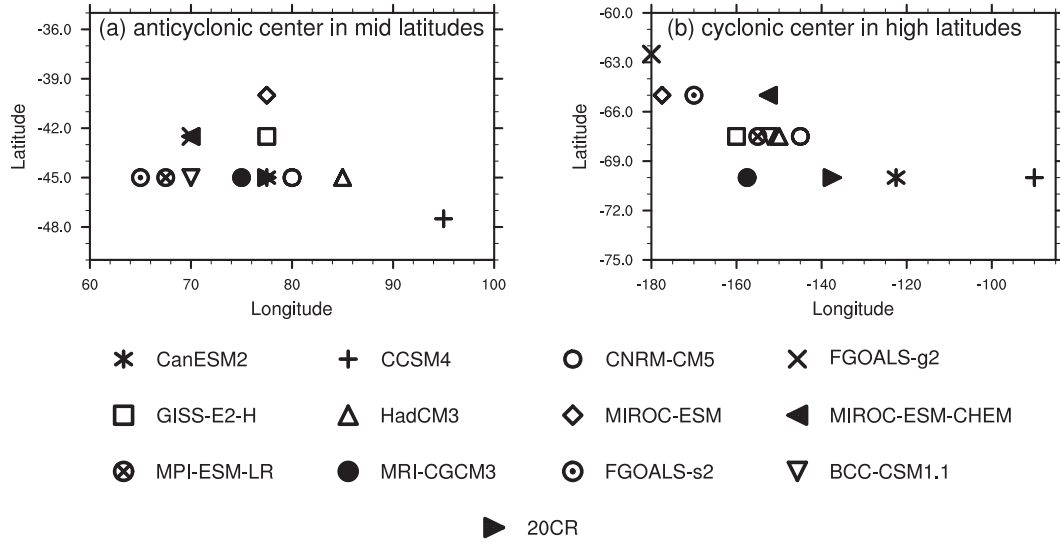 (a) anticyclonic center in mid latitudes
-36.0
-39.0
-42.0
-45.0
-48.0
Latitude
60 70 80 90 100
Longitude
(b) cyclonic center in high latitudes
-60.0
-63.0
-66.0
-69.0
-72.0
-75.0
Latitude
-180 -160 -140 -120 -100
Longitude
CanESM2 CCSM4 CNRM-CM5 FGOALS-g2
GISS-E2-H HadCM3 MIROC-ESM MIROC-ESM-CHEM
MPI-ESM-LR MRI-CGCM3 FGOALS-s2 BCC-CSM1.1
20CR